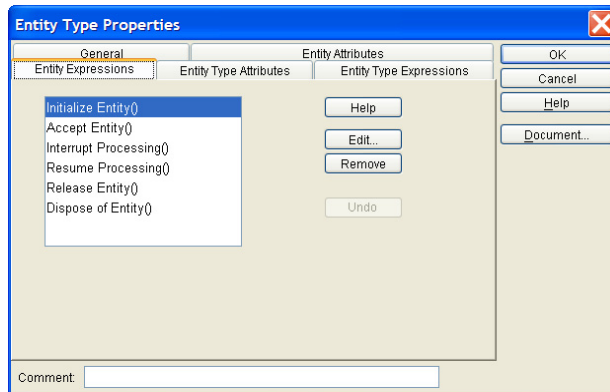 Entity Type Properties
General
Entity Attributes
Entity Expressions
Entity Type Attributes
Entity Type Expressions
OK
Cancel
Help
Document...
Initialize Entity()
Accept Entity()
Interrupt Processing()
Resume Processing()
Release Entity()
Dispose of Entity()
Help
Edit...
Remove
Undo
Comment: